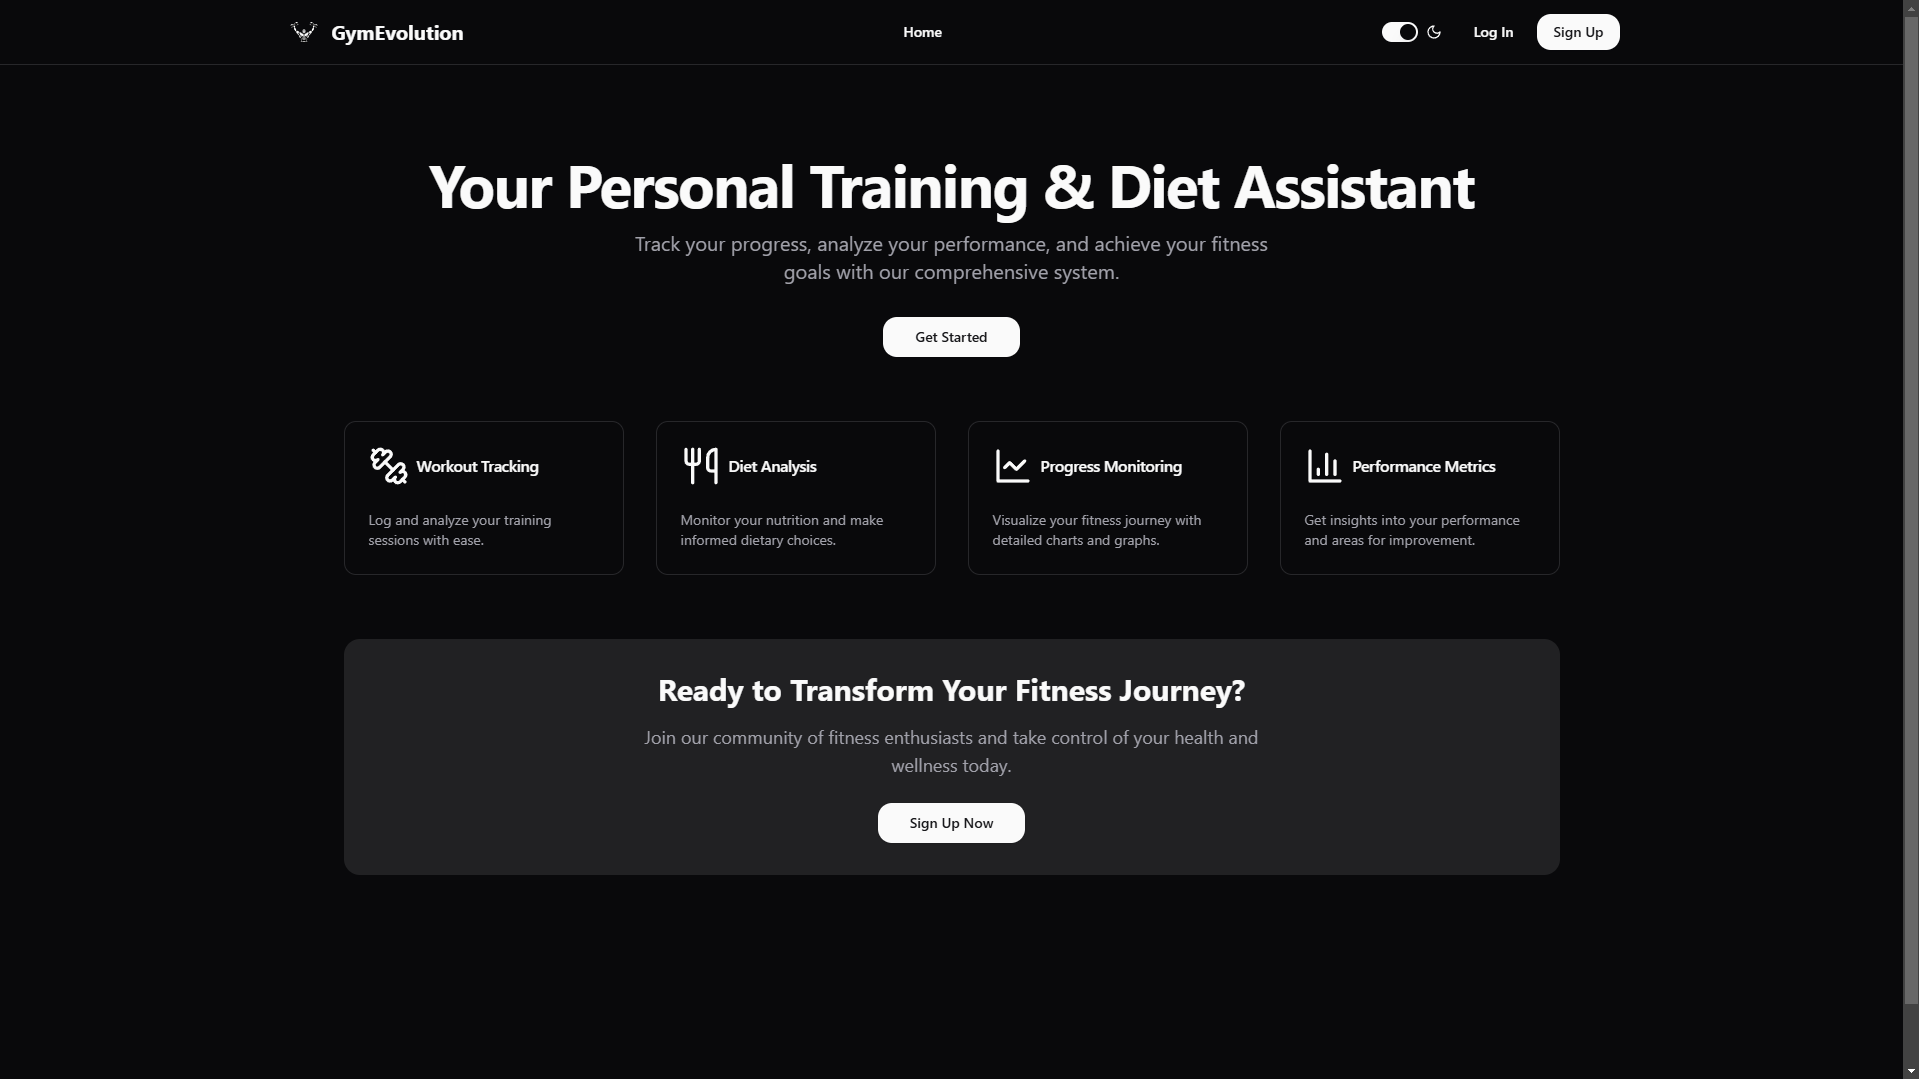 GymEvolution
Home
Log In
Sign Up
Your Personal Training & Diet Assistant
Track your progress, analyze your performance, and achieve your fitness
goals with our comprehensive system.
Get Started
Workout Tracking
Log and analyze your training
sessions with ease.
Diet Analysis
Monitor your nutrition and make
informed dietary choices.
Progress Monitoring
Visualize your fitness journey with
detailed charts and graphs.
Performance Metrics
Get insights into your performance
and areas for improvement.
Ready to Transform Your Fitness Journey?
Join our community of fitness enthusiasts and take control of your health and
wellness today.
Sign Up Now